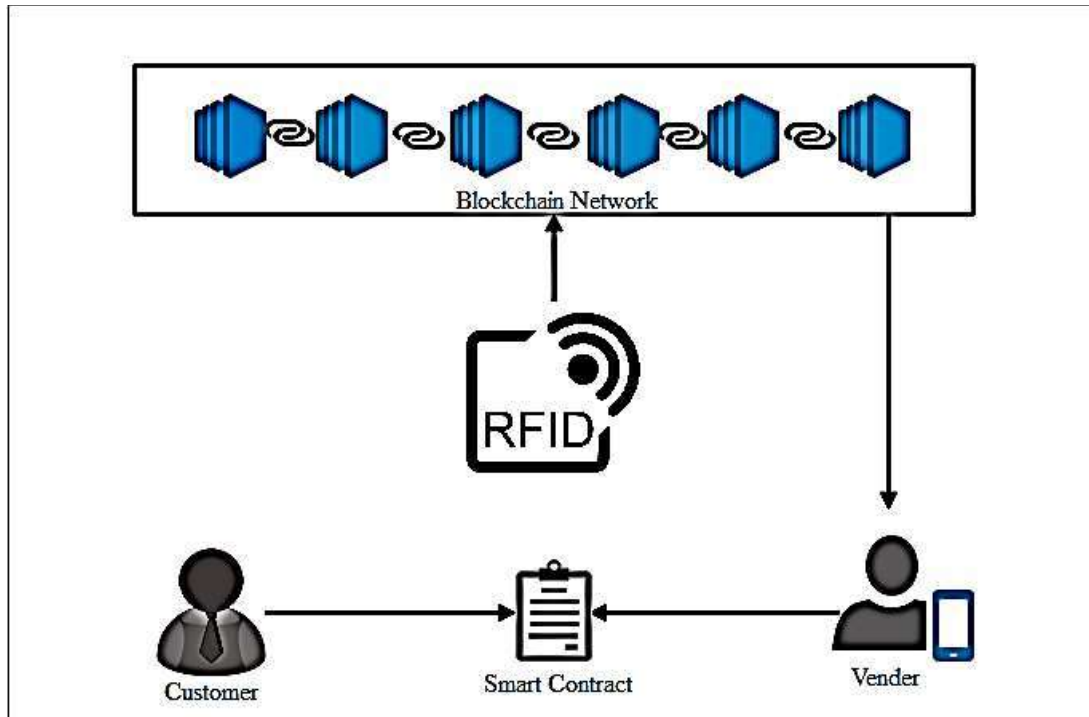 Blockchain Network
RFID
Customer
Smart Contract
Vender